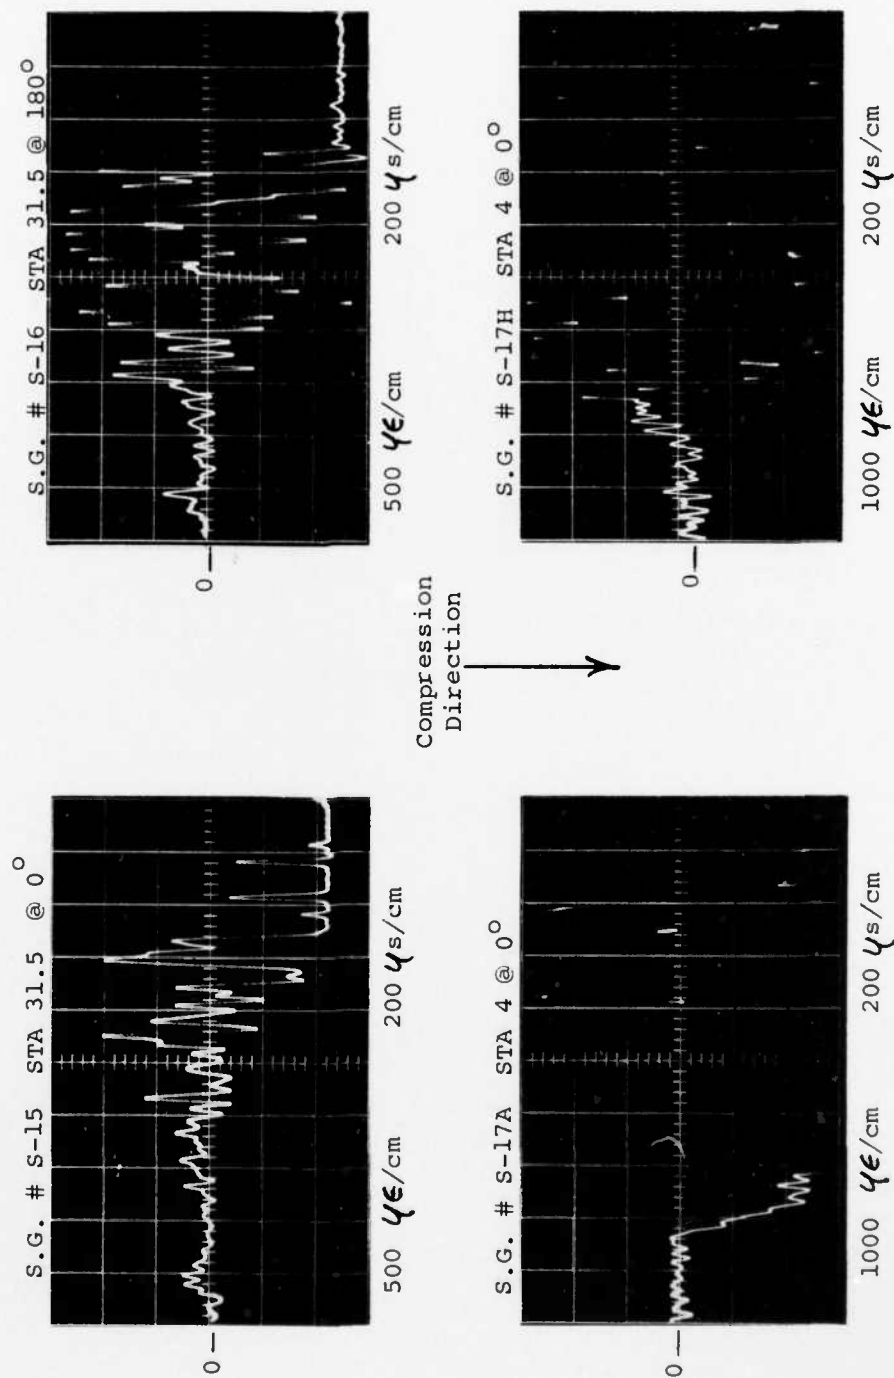 S.G. # S-15 STA 31.5 @ 0°
S.G. # S-16 STA 31.5 @ 180°
0
0
500 με/cm 200 μs/cm
500 με/cm 200 μs/cm
Compression
Direction
S.G. # S-17A STA 4 @ 0°
S.G. # S-17H STA 4 @ 0°
0
0
1000 με/cm 200 μs/cm
1000 με/cm 200 μs/cm